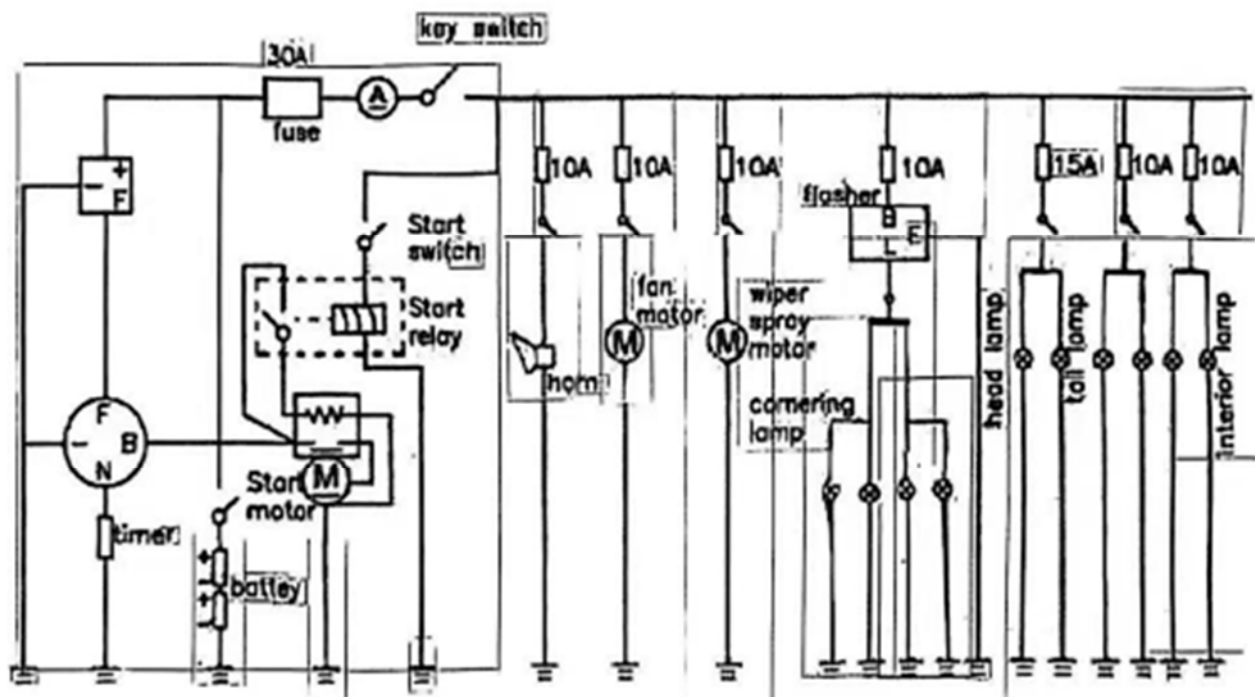 key switch
30A
A
fuse
10A
10A
10A
10A
15A
10A
10A
+
-
F
flasher
E
L
Start
switch
Start
relay
fan
motor
M
wiper
spray
motor
M
horn
cornering
lamp
head lamp
tail lamp
interior lamp
F
-
B
N
M
Start
motor
timer
+
+
battey